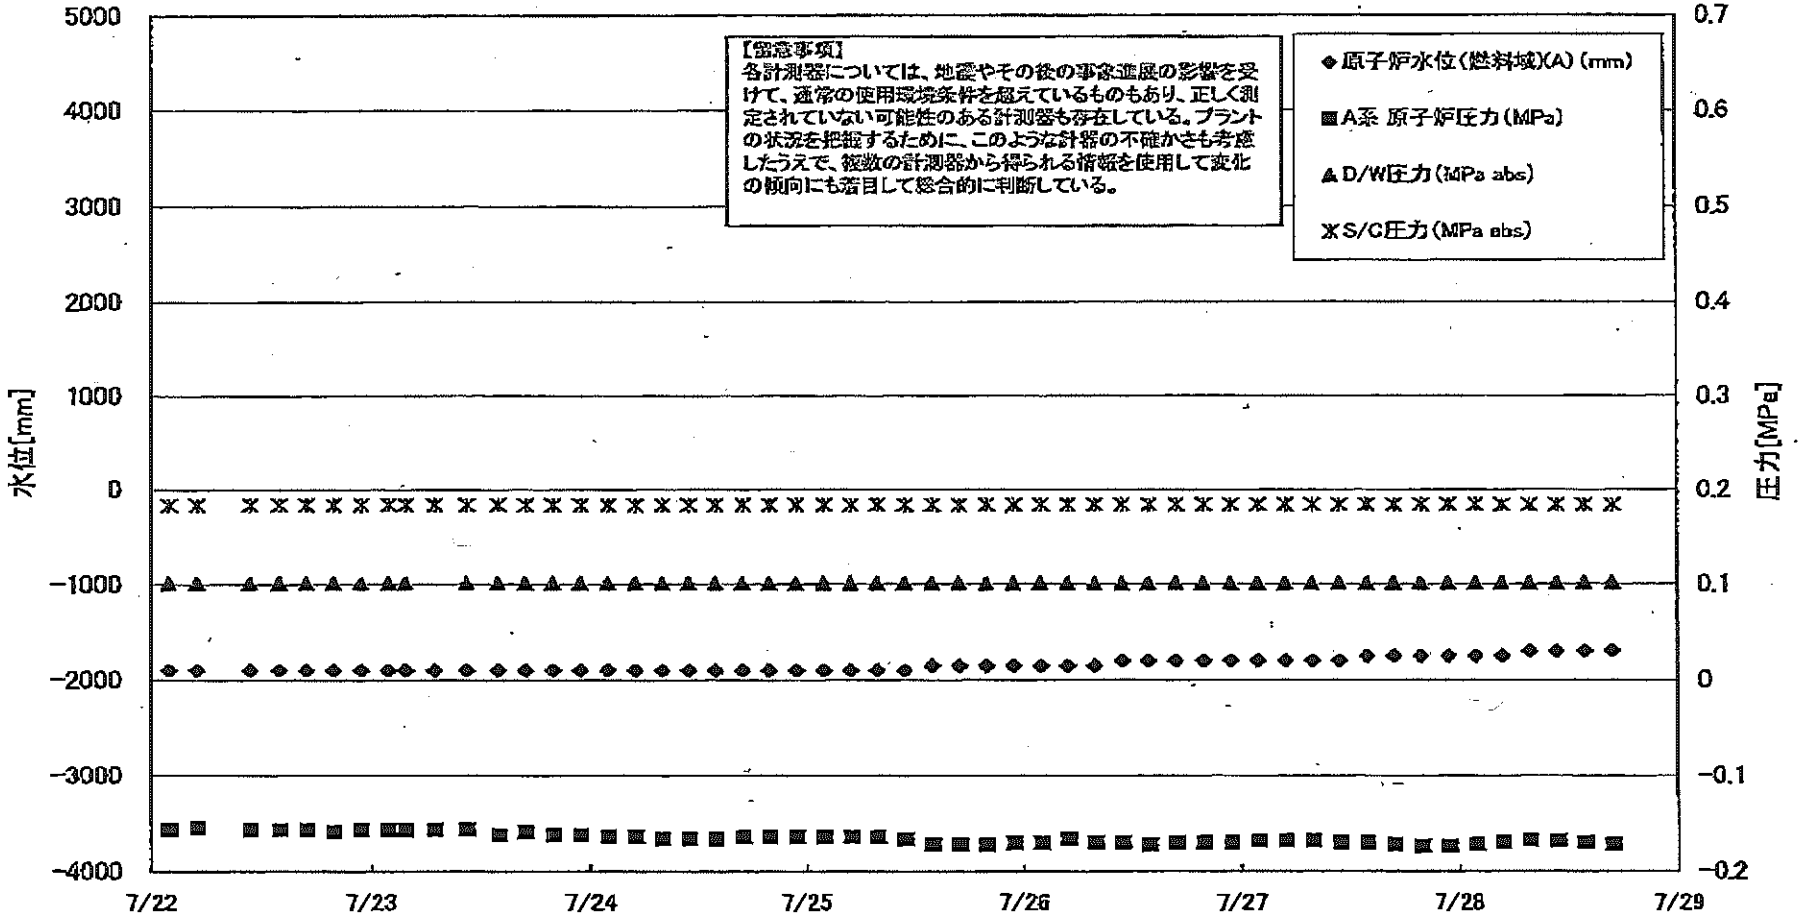 5000
4000
3000
2000
1000
0
-1000
-2000
-3000
-4000
水位[mm]
【留意事項】
各計測器については、地震やその後の事象進展の影響を受
けて、通常の使用環境条件を超えているものもあり、正しく測
定されていない可能性のある計測器も存在している。プラント
の状況を把握するために、このような計器の不確かさも考慮
したうえで、複数の計測器から得られる情報を使用して変化
の傾向にも着目して総合的に判断している。
原子炉水位(燃料域)(A) (mm)
A系 原子炉圧力(MPa)
D/W圧力(MPa abs)
S/C圧力(MPa abs)
0.7
0.6
0.5
0.4
0.3
0.2
0.1
0
-0.1
-0.2
圧力[MPa]
7/22
7/23
7/24
7/25
7/26
7/27
7/28
7/29